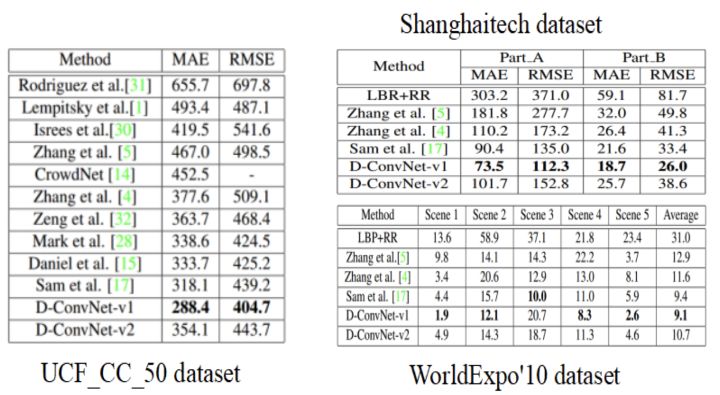 Method MAE RMSE
Rodriguez et al.[31] 655.7 697.8
Lempitsky et al.[1] 493.4 487.1
Isrees et al.[30] 419.5 541.6
Zhang et al. [5] 467.0 498.5
CrowdNet [14] 452.5 -
Zhang et al. [4] 377.6 509.1
Zeng et al. [32] 363.7 468.4
Mark et al. [28] 338.6 424.5
Daniel et al. [15] 333.7 425.2
Sam et al. [17] 318.1 439.2
D-ConvNet-v1 288.4 404.7
D-ConvNet-v2 354.1 443.7
UCF_CC_50 dataset
Shanghaitech dataset
Method Part_A Part_B
MAE RMSE MAE RMSE
LBR+RR 303.2 371.0 59.1 81.7
Zhang et al. [5] 181.8 277.7 32.0 49.8
Zhang et al. [4] 110.2 173.2 26.4 41.3
Sam et al. [17] 90.4 135.0 21.6 33.4
D-ConvNet-v1 73.5 112.3 18.7 26.0
D-ConvNet-v2 101.7 152.8 25.7 38.6
Method Scene 1 Scene 2 Scene 3 Scene 4 Scene 5 Average
LBP+RR 13.6 58.9 37.1 21.8 23.4 31.0
Zhang et al.[5] 9.8 14.1 14.3 22.2 3.7 12.9
Zhang et al. [4] 3.4 20.6 12.9 13.0 8.1 11.6
Sam et al. [17] 4.4 15.7 10.0 11.0 5.9 9.4
D-ConvNet-v1 1.9 12.1 20.7 8.3 2.6 9.1
D-ConvNet-v2 4.9 14.3 18.7 11.3 4.6 10.7
WorldExpo'10 dataset